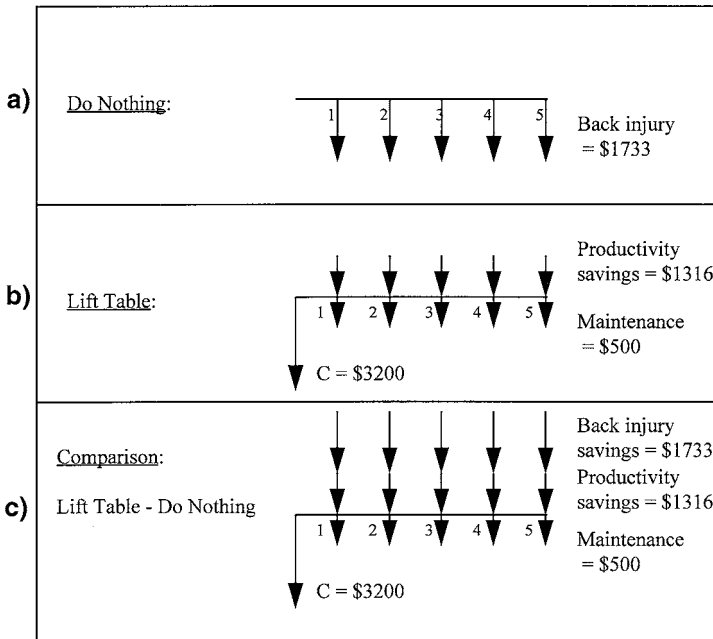 a)
Do Nothing:
1 2 3 4 5
Back injury
= $1733
b)
Lift Table:
Productivity
savings = $1316
1 2 3 4 5
Maintenance
= $500
C = $3200
c)
Comparison:
Lift Table - Do Nothing
Back injury
savings = $1733
Productivity
savings = $1316
1 2 3 4 5
Maintenance
= $500
C = $3200